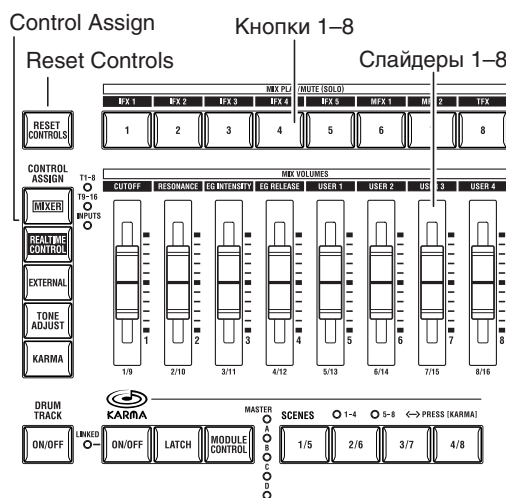 Control Assign
Кнопки 1–8
Reset Controls
Слайдеры 1–8
MIX PLAY/MUTE (SOLO)
IFX 1 IFX 2 IFX 3 IFX 4 IFX 5 MFX 1 MFX 2 TFX
RESET CONTROLS
1 2 3 4 5 6 7 8
CONTROL ASSIGN
T1-8
T9-16
INPUTS
MIX VOLUMES
CUTOFF RESONANCE EG INTENSITY EG RELEASE USER 1 USER 2 USER 3 USER 4
MIXER
REALTIME CONTROL
EXTERNAL
TONE ADJUST
KARMA
1 2 3 4 5 6 7 8
1/9 2/10 3/11 4/12 5/13 6/14 7/15 8/16
DRUM TRACK
KARMA
MASTER
A
B
C
D
SCENES 1-4 5-8 <-> PRESS [KARMA]
ON/OFF
LINKED
ON/OFF LATCH MODULE CONTROL
1/5 2/6 3/7 4/8